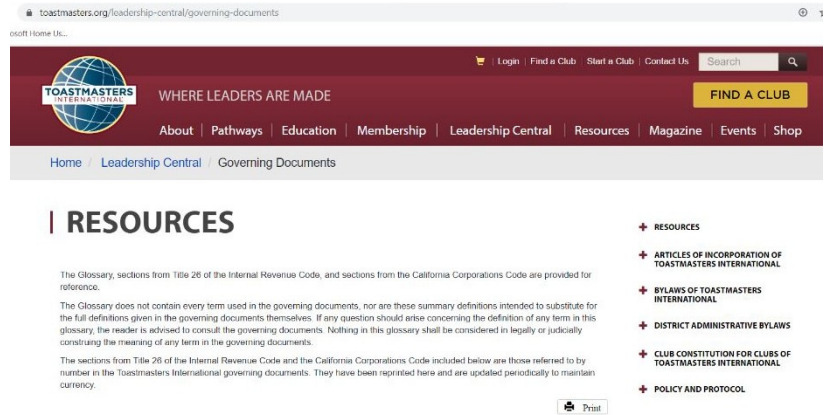 toastmasters.org/leadership-central/governing-documents
osoft Home Us...
Login | Find a Club Start a Club | Contact Us Search
TOASTMASTERS
INTERNATIONAL
WHERE LEADERS ARE MADE
FIND A CLUB
About | Pathways | Education | Membership | Leadership Central | Resources | Magazine | Events | Shop
Home / Leadership Central / Governing Documents
RESOURCES
The Glossary, sections from Title 26 of the Internal Revenue Code, and sections from the California Corporations Code are provided for
reference.
The Glossary does not contain every term used in the governing documents, nor are these summary definitions intended to substitute for
the full definitions given in the governing documents themselves. If any question should arise concerning the definition of any term in this
glossary, the reader is advised to consult the governing documents. Nothing in this glossary shall be considered in legally or judicially
construing the meaning of any term in the governing documents.
The sections from Title 26 of the Internal Revenue Code and the California Corporations Code included below are those referred to by
number in the Toastmasters International governing documents. They have been reprinted here and are updated periodically to maintain
currency.
Print
+ RESOURCES
+ ARTICLES OF INCORPORATION OF
TOASTMASTERS INTERNATIONAL
+ BYLAWS OF TOASTMASTERS
INTERNATIONAL
+ DISTRICT ADMINISTRATIVE BYLAWS
+ CLUB CONSTITUTION FOR CLUBS OF
TOASTMASTERS INTERNATIONAL
+ POLICY AND PROTOCOL